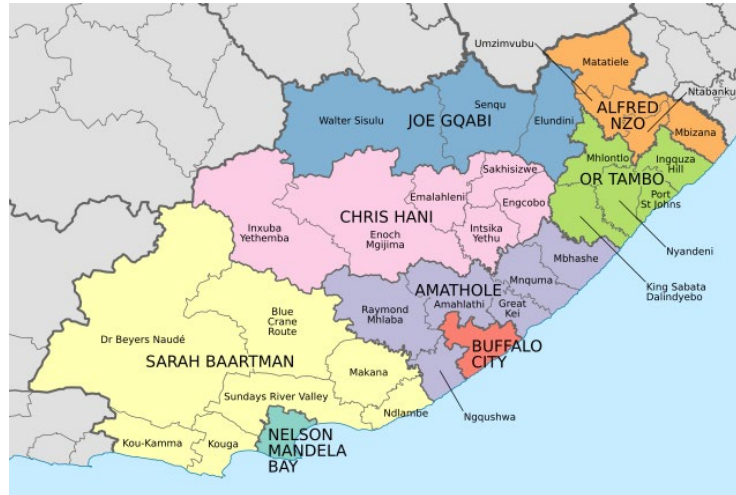 Umzimvubu
Matatiele
Ntabanku
ALFRED
NZO
Mbizana
Walter Sisulu
JOE GQABI
Senqu
Elundini
Mhlontlo
Ingquza
Hill
OR TAMBO
Port
St Johns
Nyandeni
King Sabata
Dalindyebo
Sakhisizwe
Emalahleni
Engcobo
CHRIS HANI
Inxuba
Yethemba
Enoch
Mgijima
Intsika
Yethu
Mbhashe
Mnquma
AMATHOLE
Amahlathi
Great
Kei
Raymond
Mhlaba
BUFFALO
CITY
Ngqushwa
Blue
Crane
Route
Dr Beyers Naudé
SARAH BAARTMAN
Makana
Sundays River Valley
Ndlambe
Kou-Kamma
Kouga
NELSON
MANDELA
BAY